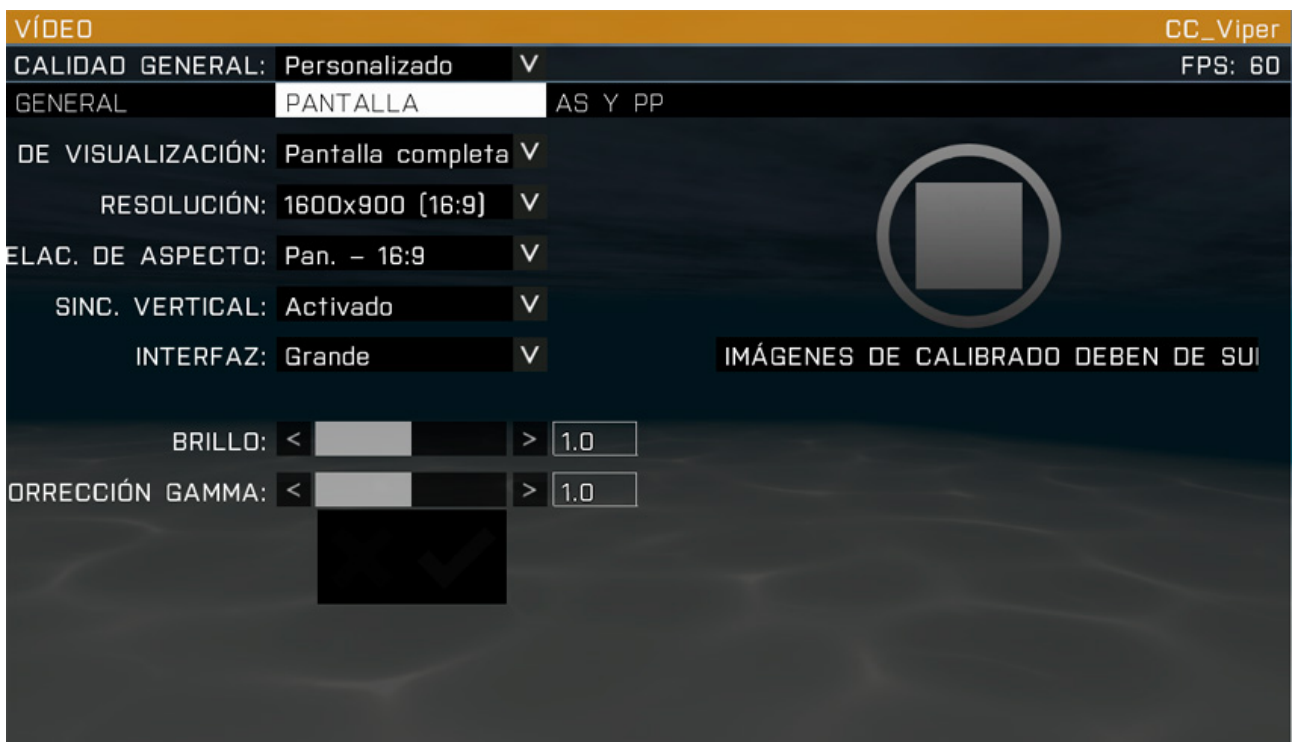 VÍDEO CC_Viper
CALIDAD GENERAL: Personalizado V FPS: 60
GENERAL PANTALLA AS Y PP
DE VISUALIZACIÓN: Pantalla completa V
RESOLUCIÓN: 1600x900 (16:9) V
ELAC. DE ASPECTO: Pan. – 16:9 V
SINC. VERTICAL: Activado V
INTERFAZ: Grande V
IMÁGENES DE CALIBRADO DEBEN DE SUI
BRILLO: < > 1.0
ORRECCIÓN GAMMA: < > 1.0